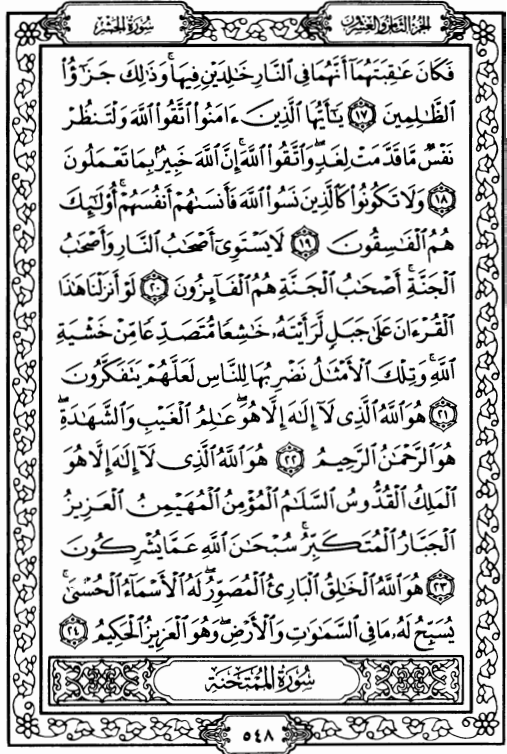 الجزء الثامن والعشرون
سورة الحشر
فَكَانَ عَٰقِبَتَهُمَآ أَنَّهُمَا فِى ٱلنَّارِ خَٰلِدَيْنِ فِيهَا ۚ وَذَٰلِكَ جَزَٰٓؤُا۟
ٱلظَّٰلِمِينَ ١٧ يَٰٓأَيُّهَا ٱلَّذِينَ ءَامَنُوا۟ ٱتَّقُوا۟ ٱللَّهَ وَلْتَنظُرْ
نَفْسٌ مَّا قَدَّمَتْ لِغَدٍ ۖ وَٱتَّقُوا۟ ٱللَّهَ ۚ إِنَّ ٱللَّهَ خَبِيرٌۢ بِمَا تَعْمَلُونَ
١٨ وَلَا تَكُونُوا۟ كَٱلَّذِينَ نَسُوا۟ ٱللَّهَ فَأَنسَىٰهُمْ أَنفُسَهُمْ ۚ أُو۟لَٰٓئِكَ
هُمُ ٱلْفَٰسِقُونَ ١٩ لَا يَسْتَوِىٓ أَصْحَٰبُ ٱلنَّارِ وَأَصْحَٰبُ
ٱلْجَنَّةِ ۚ أَصْحَٰبُ ٱلْجَنَّةِ هُمُ ٱلْفَآئِزُونَ ٢٠ لَوْ أَنزَلْنَا هَٰذَا
ٱلْقُرْءَانَ عَلَىٰ جَبَلٍ لَّرَأَيْتَهُۥ خَٰشِعًا مُّتَصَدِّعًا مِّنْ خَشْيَةِ
ٱللَّهِ ۚ وَتِلْكَ ٱلْأَمْثَٰلُ نَضْرِبُهَا لِلنَّاسِ لَعَلَّهُمْ يَتَفَكَّرُونَ
٢١ هُوَ ٱللَّهُ ٱلَّذِى لَآ إِلَٰهَ إِلَّا هُوَ ۖ عَٰلِمُ ٱلْغَيْبِ وَٱلشَّهَٰدَةِ ۖ
هُوَ ٱلرَّحْمَٰنُ ٱلرَّحِيمُ ٢٢ هُوَ ٱللَّهُ ٱلَّذِى لَآ إِلَٰهَ إِلَّا هُوَ
ٱلْمَلِكُ ٱلْقُدُّوسُ ٱلسَّلَٰمُ ٱلْمُؤْمِنُ ٱلْمُهَيْمِنُ ٱلْعَزِيزُ
ٱلْجَبَّارُ ٱلْمُتَكَبِّرُ ۚ سُبْحَٰنَ ٱللَّهِ عَمَّا يُشْرِكُونَ
٢٣ هُوَ ٱللَّهُ ٱلْخَٰلِقُ ٱلْبَارِئُ ٱلْمُصَوِّرُ ۖ لَهُ ٱلْأَسْمَآءُ ٱلْحُسْنَىٰ ۚ
يُسَبِّحُ لَهُۥ مَا فِى ٱلسَّمَٰوَٰتِ وَٱلْأَرْضِ ۖ وَهُوَ ٱلْعَزِيزُ ٱلْحَكِيمُ ٢٤
سُورَةُ المُمْتَحَنَة
٥٤٨